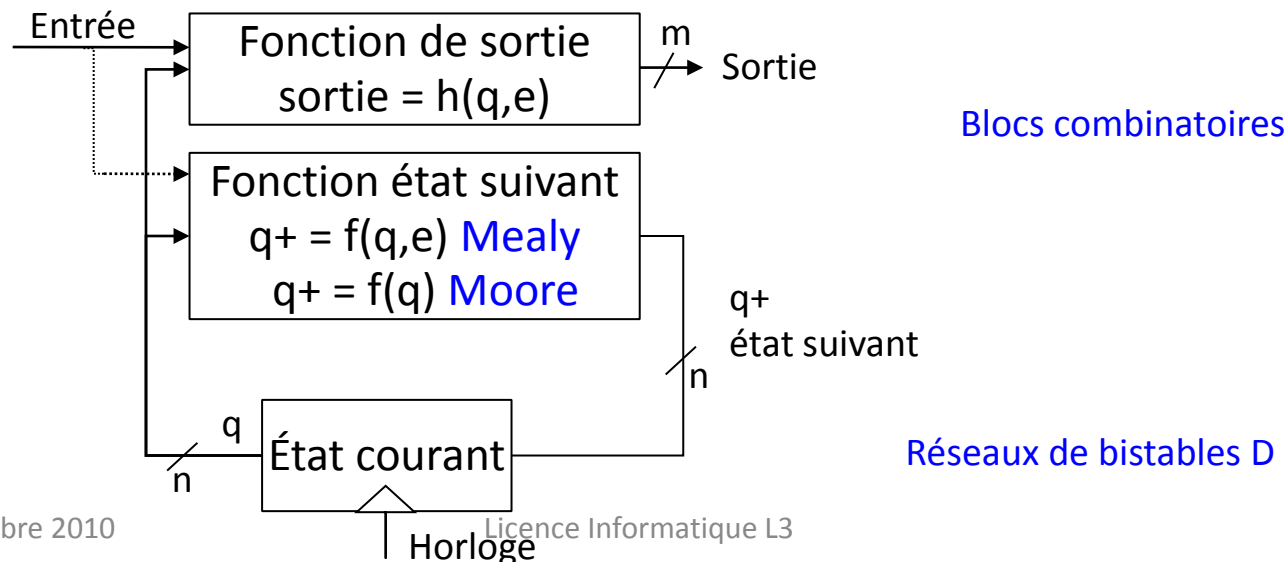 Entrée
Fonction de sortie
sortie = h(q,e)
m
Sortie
Blocs combinatoires
Fonction état suivant
q+ = f(q,e) Mealy
q+ = f(q) Moore
q+
état suivant
n
q
n
État courant
Réseaux de bistables D
bre 2010
Licence Informatique L3
Horloge